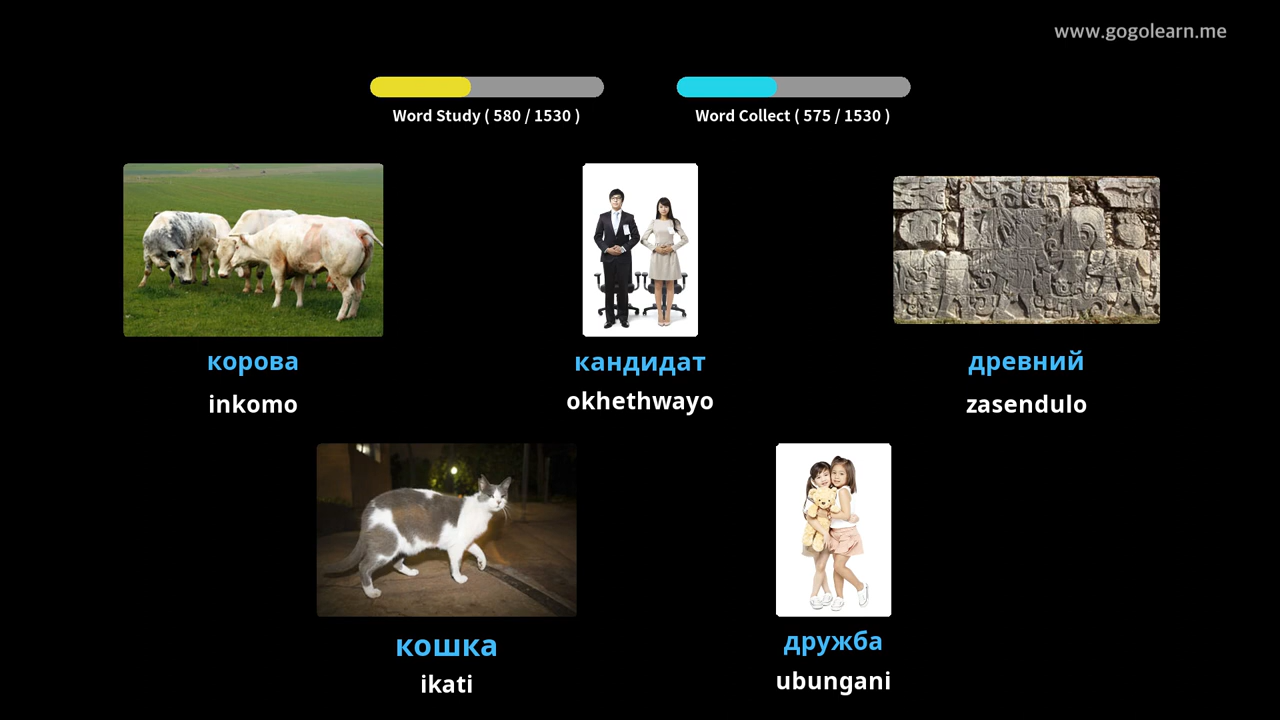 www.gogolearn.me
Word Study ( 580 / 1530 )
Word Collect ( 575 / 1530 )
корова
inkomo
кандидат
okhethwayo
древний
zasendulo
кошка
ikati
дружба
ubungani